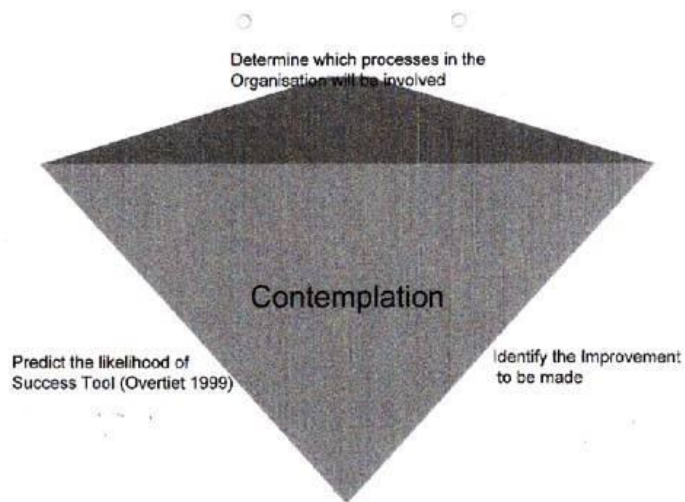 Determine which processes in the
Organisation will be involved
Contemplation
Predict the likelihood of
Success Tool (Overtiet 1999)
Identify the Improvement
to be made